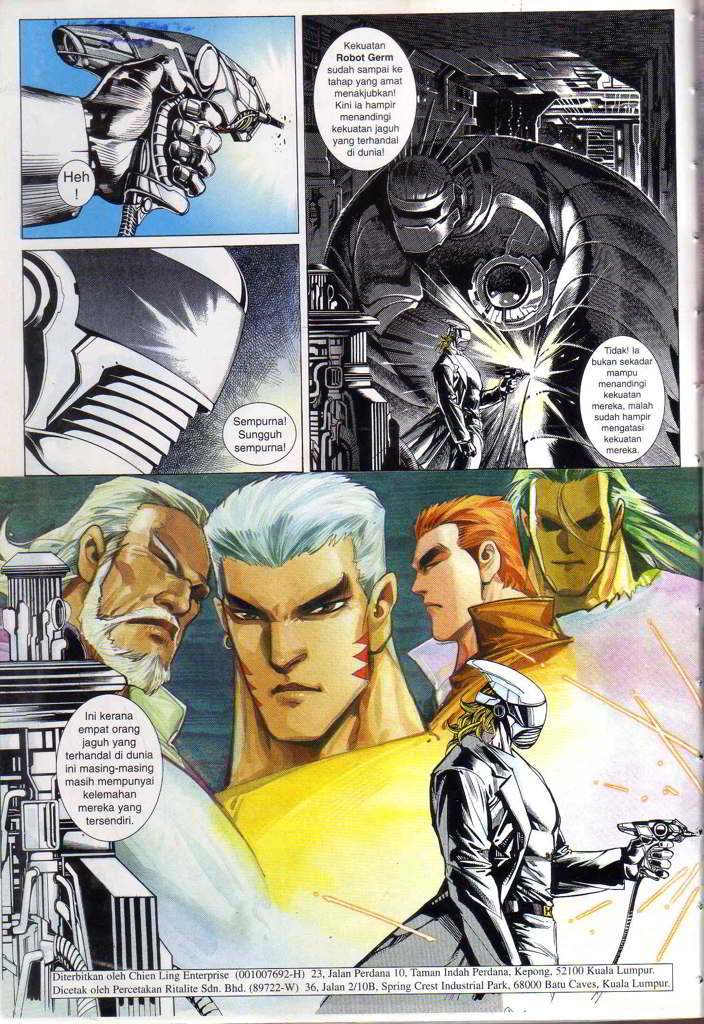 Heh
!
Kekuatan
Robot Germ
sudah sampai ke
tahap yang amat
menakjubkan!
Kini ia hampir
menandingi
kekuatan jaguh
yang terhandal
di dunia!
Sempurna!
Sungguh
sempurna!
Tidak! Ia
bukan sekadar
mampu
menandingi
kekuatan
mereka, malah
sudah hampir
mengatasi
kekuatan
mereka.
Ini kerana
empat orang
jaguh yang
terhandal di dunia
ini masing-masing
masih mempunyai
kelemahan
mereka yang
tersendiri.
Diterbitkan oleh Chien Ling Enterprise (001007692-H) 23, Jalan Perdana 10, Taman Indah Perdana, Kepong, 52100 Kuala Lumpur.
Dicetak oleh Percetakan Ritalite Sdn. Bhd. (89722-W) 36, Jalan 2/10B, Spring Crest Industrial Park, 68000 Batu Caves, Kuala Lumpur.